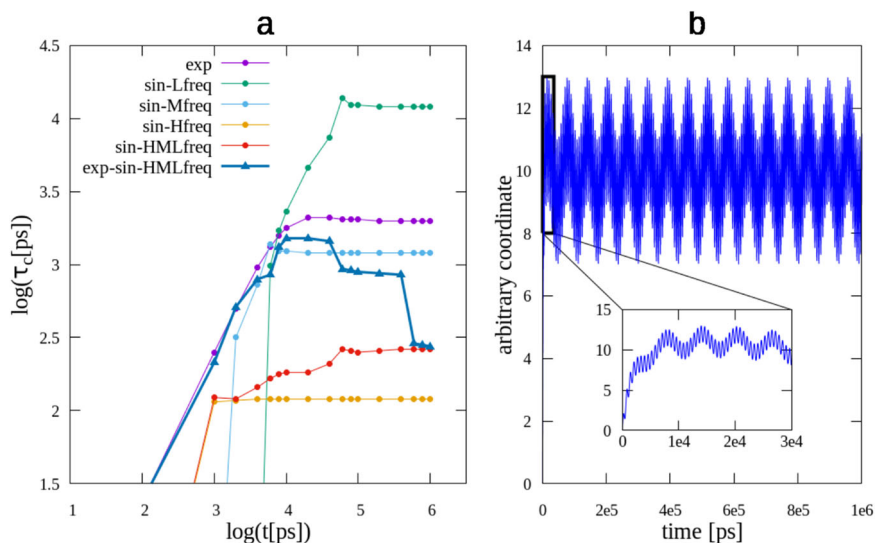 a
4.5
4
3.5
3
2.5
2
1.5
1
2
3
4
5
6
log(τc[ps])
log(t[ps])
exp
sin-Lfreq
sin-Mfreq
sin-Hfreq
sin-HMLfreq
exp-sin-HMLfreq
b
14
12
10
8
6
4
2
0
0
2e5
4e5
6e5
8e5
1e6
arbitrary coordinate
time [ps]
15
10
5
0
0
1e4
2e4
3e4